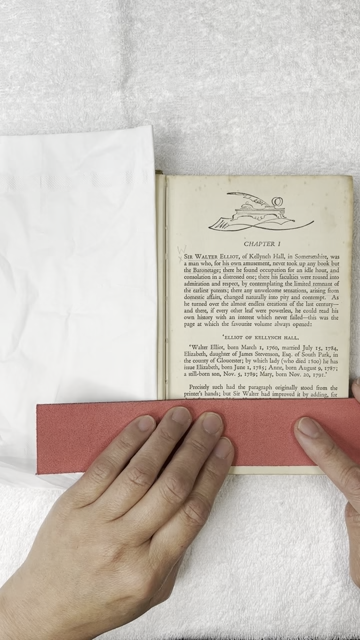 CHAPTER I
SIR WALTER ELLIOT, of Kellynch Hall, in Somersetshire, was
a man who, for his own amusement, never took up any book but
the Baronetage; there he found occupation for an idle hour, and
consolation in a distressed one; there his faculties were roused into
admiration and respect, by contemplating the limited remnant of
the earliest patents; there any unwelcome sensations, arising from
domestic affairs, changed naturally into pity and contempt. As
he turned over the almost endless creations of the last century—
and there, if every other leaf were powerless, he could read his
own history with an interest which never failed—this was the
page at which the favourite volume always opened:
'ELLIOT OF KELLYNCH HALL.
'Walter Elliot, born March 1, 1760, married July 15, 1784,
Elizabeth, daughter of James Stevenson, Esq. of South Park, in
the county of Gloucester; by which lady (who died 1800) he has
issue Elizabeth, born June 1, 1785; Anne, born August 9, 1787;
a still-born son, Nov. 5, 1789; Mary, born Nov. 20, 1791.'
Precisely such had the paragraph originally stood from the
printer's hands; but Sir Walter had improved it by adding, for